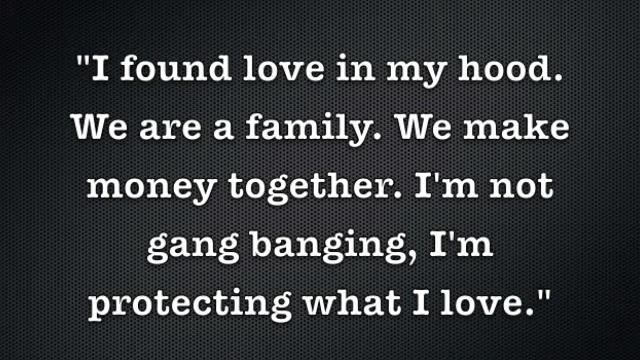 "I found love in my hood.
We are a family. We make
money together. I'm not
gang banging, I'm
protecting what I love."